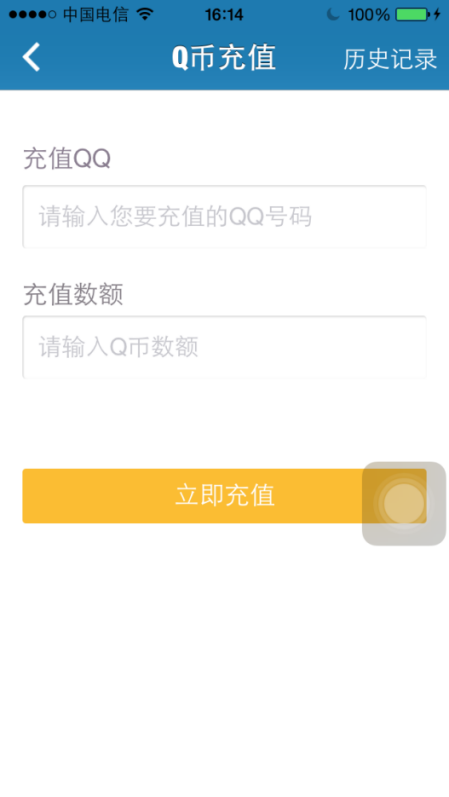 中国电信 16:14 100%
Q币充值 历史记录
充值QQ
请输入您要充值的QQ号码
充值数额
请输入Q币数额
立即充值